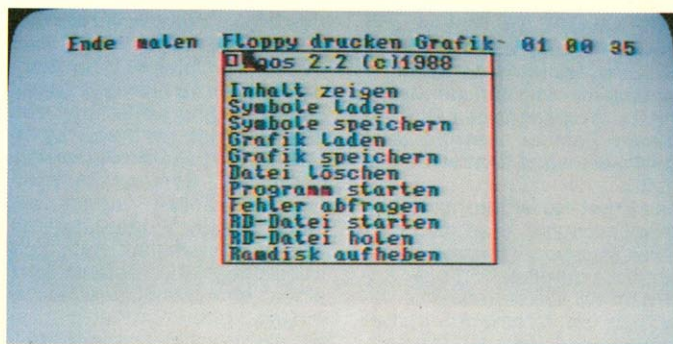 Ende malen Floppy drucken Grafik 01 00 35
2.2 (c)1988
Inhalt zeigen
Symbole laden
Symbole speichern
Grafik laden
Grafik speichern
Datei löschen
Programm starten
Fehler abfragen
RD-Datei starten
RD-Datei holen
Ramdisk aufheben